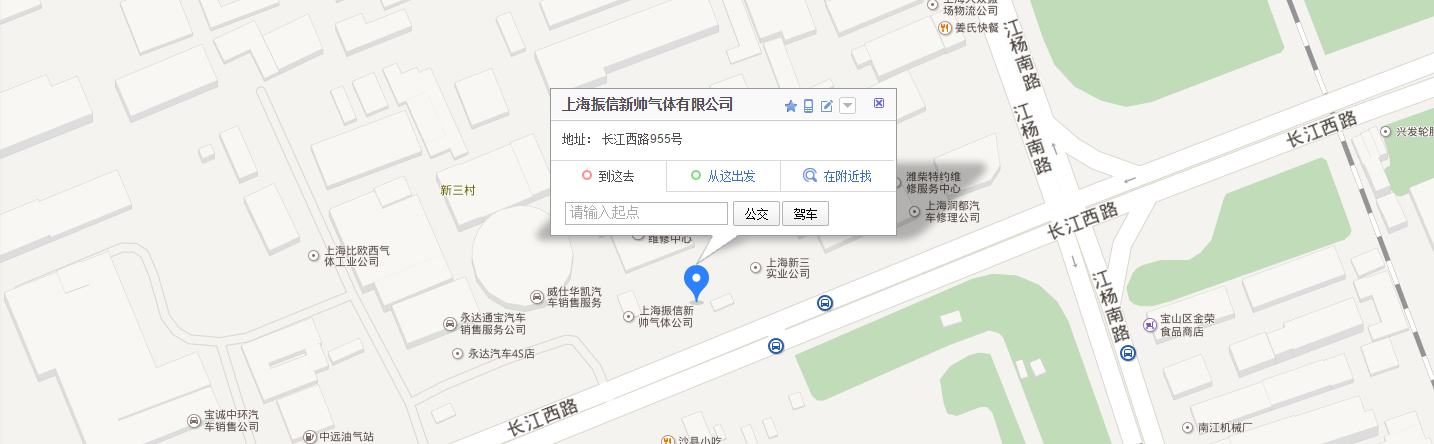 场物流公司
姜氏快餐
江杨南路
江杨南路
长江西路
兴发轮胎
上海振信新帅气体有限公司
地址： 长江西路955号
到这去
从这出发
在附近找
请输入起点
公交
驾车
潍柴特约维
修服务中心
上海润都汽
车修理公司
新三村
维修中心
长江西路
上海比欧西气
体工业公司
上海新三
实业公司
江杨南路
威仕华凯汽
车销售服务
上海振信新
帅气体公司
永达通宝汽车
销售服务公司
宝山区金荣
食品商店
永达汽车4S店
长江西路
宝诚中环汽
车销售公司
中远油气站
沙县小吃
南江机械厂